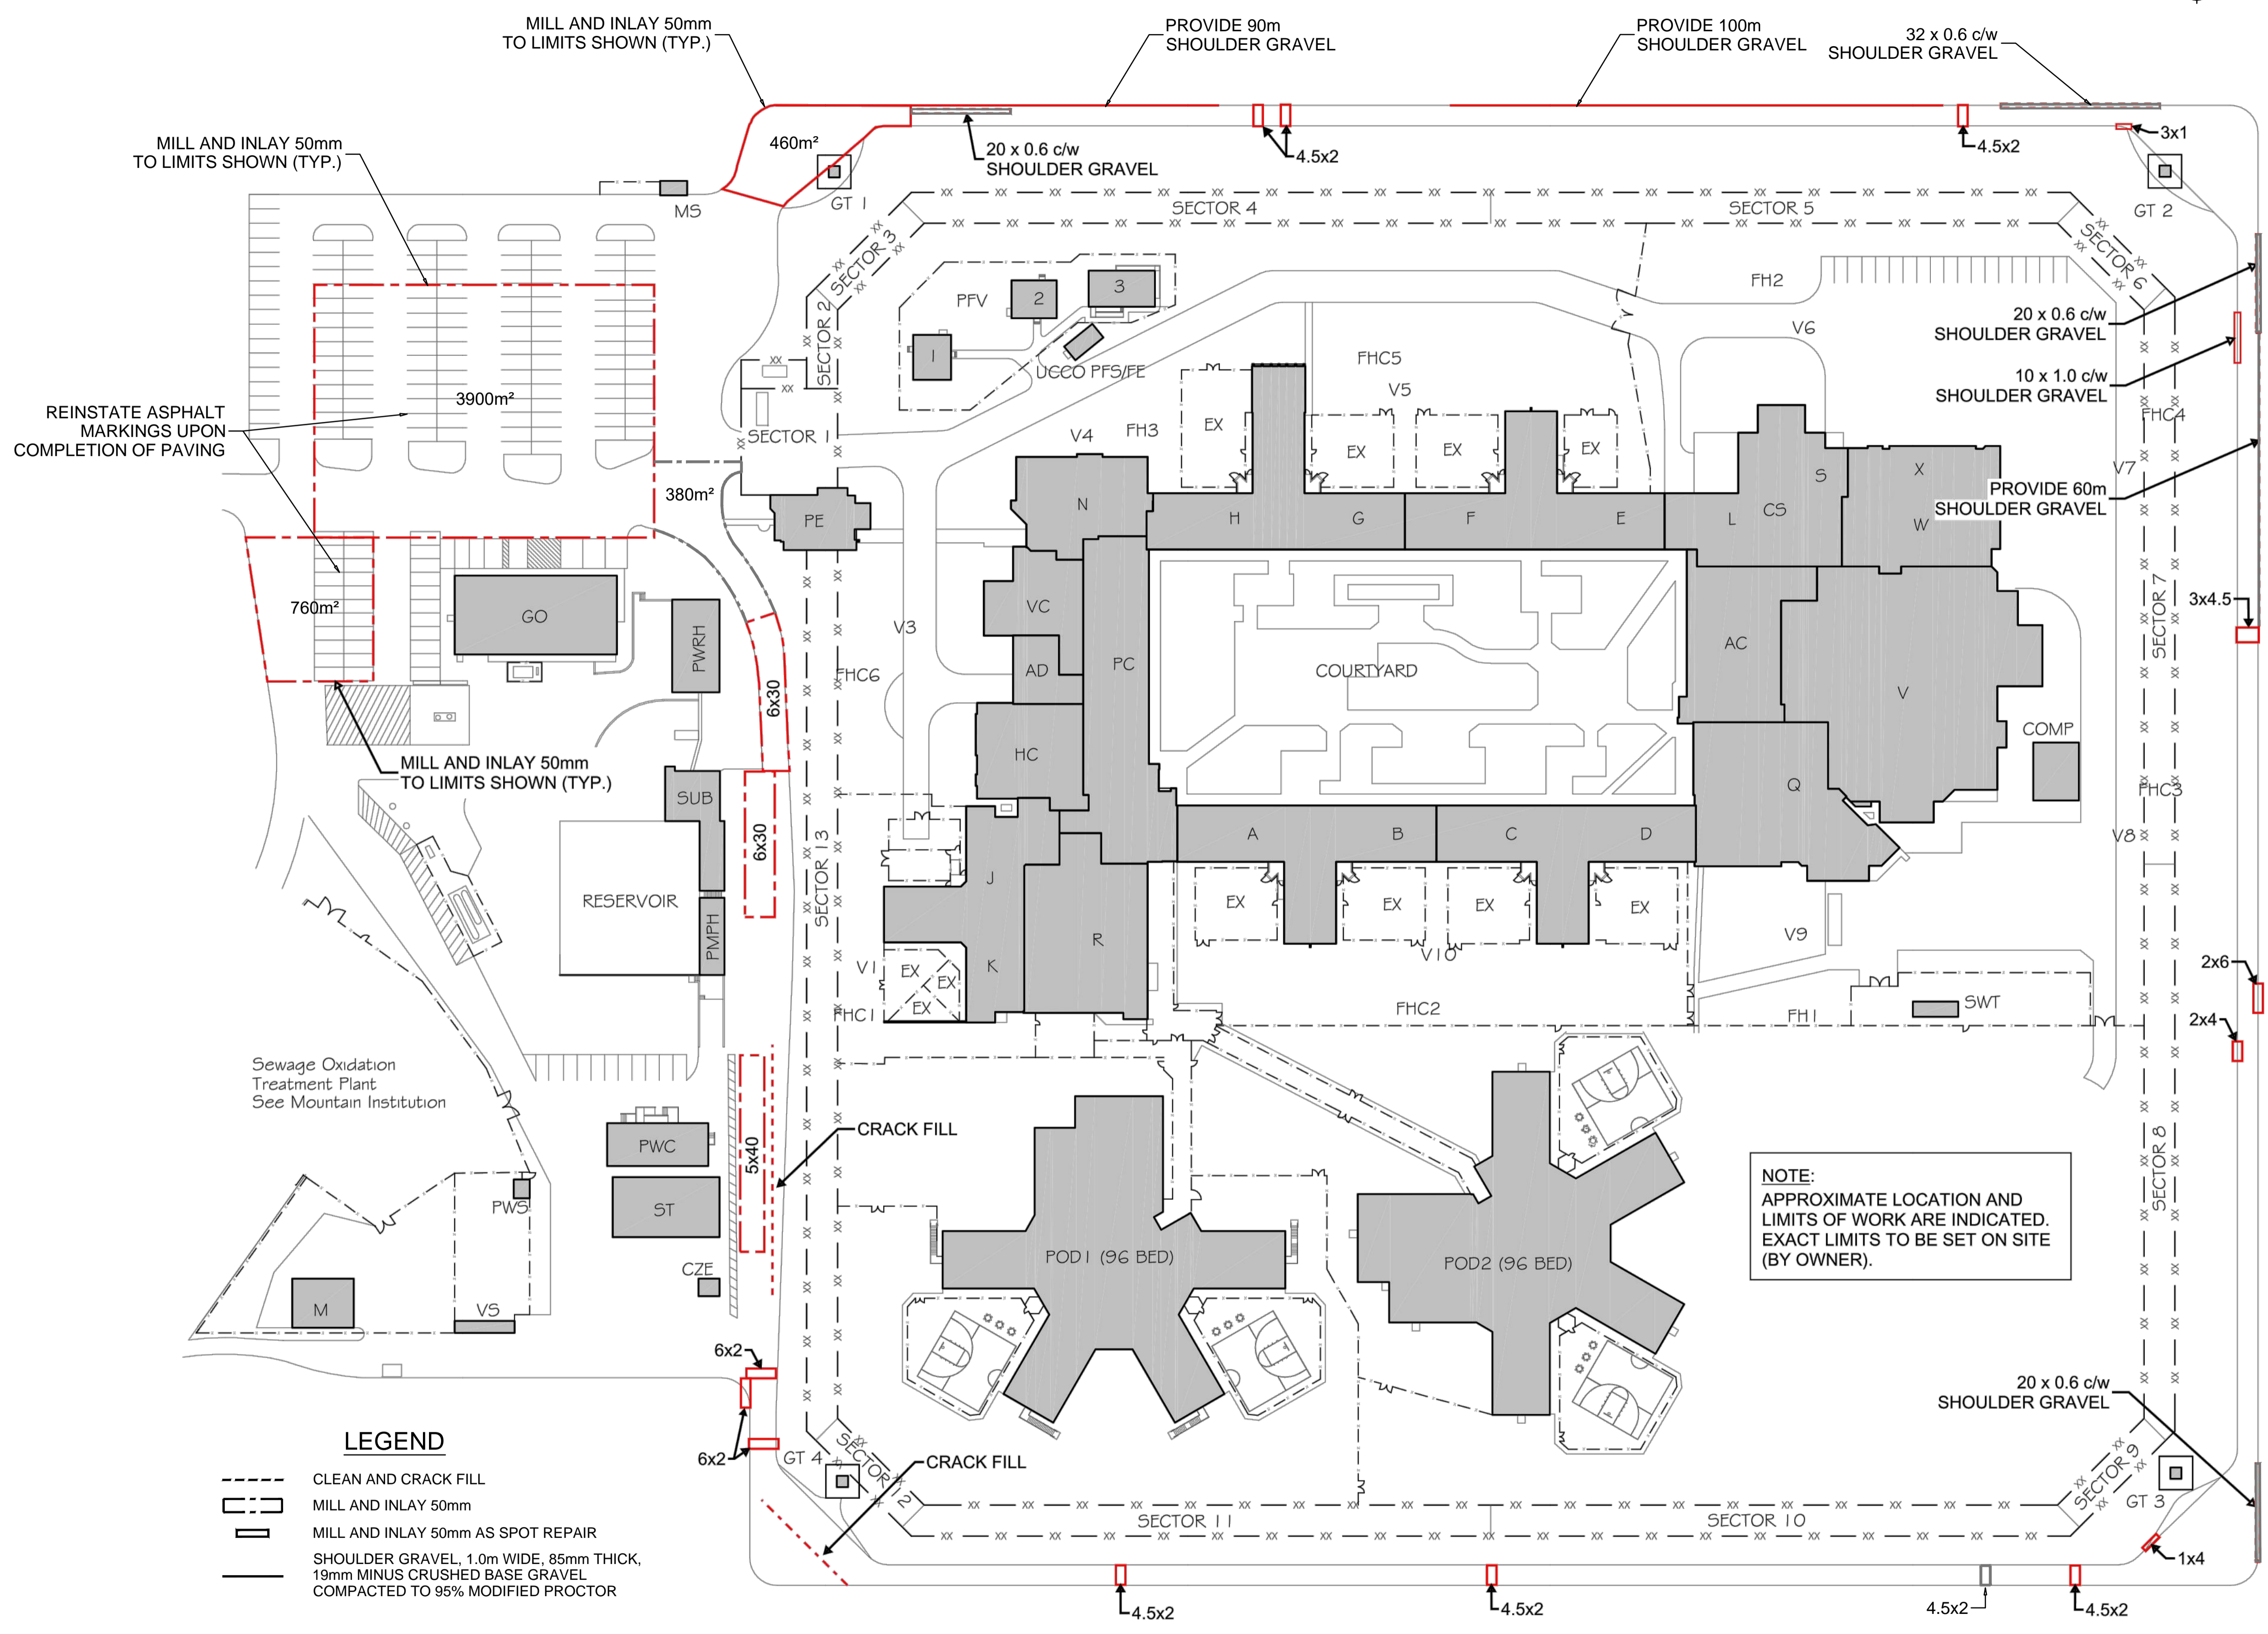 MILL AND INLAY 50mm
TO LIMITS SHOWN (TYP.)
PROVIDE 90m
SHOULDER GRAVEL
PROVIDE 100m
SHOULDER GRAVEL
32 x 0.6 c/w
SHOULDER GRAVEL
MILL AND INLAY 50mm
TO LIMITS SHOWN (TYP.)
460m²
20 x 0.6 c/w
SHOULDER GRAVEL
4.5x2
4.5x2
3x1
MS
GT 1
SECTOR 4
SECTOR 5
GT 2
SECTOR 3
SECTOR 6
PFV
1
2
3
UCCO PFS/FE
SECTOR 2
FH2
V6
20 x 0.6 c/w
SHOULDER GRAVEL
10 x 1.0 c/w
SHOULDER GRAVEL
FHC5
V5
FHC4
3900m²
REINSTATE ASPHALT
MARKINGS UPON
COMPLETION OF PAVING
SECTOR 1
V4
FH3
EX
EX
EX
EX
V7
PROVIDE 60m
SHOULDER GRAVEL
380m²
PE
N
H
G
F
E
L
CS
S
X
W
760m²
GO
PWRH
VC
V3
FHC6
AD
PC
COURTYARD
AC
V
SECTOR 7
3x4.5
6x30
HC
COMP
MILL AND INLAY 50mm
TO LIMITS SHOWN (TYP.)
SUB
6x30
Q
FHC3
V8
SECTOR 13
J
A
B
C
D
RESERVOIR
PMPH
EX
EX
EX
EX
R
K
V1
EX
EX
EX
FHC1
V10
V9
FHC2
FH1
SWT
2x6
2x4
Sewage Oxidation
Treatment Plant
See Mountain Institution
CRACK FILL
5x40
PWC
ST
PWS
CZE
M
VS
POD1 (96 BED)
POD2 (96 BED)
SECTOR 8
NOTE:
APPROXIMATE LOCATION AND
LIMITS OF WORK ARE INDICATED.
EXACT LIMITS TO BE SET ON SITE
(BY OWNER).
6x2
6x2
GT 4
SECTOR 12
CRACK FILL
20 x 0.6 c/w
SHOULDER GRAVEL
SECTOR 9
GT 3
SECTOR 11
SECTOR 10
1x4
4.5x2
4.5x2
4.5x2
4.5x2
LEGEND
CLEAN AND CRACK FILL
MILL AND INLAY 50mm
MILL AND INLAY 50mm AS SPOT REPAIR
SHOULDER GRAVEL, 1.0m WIDE, 85mm THICK,
19mm MINUS CRUSHED BASE GRAVEL
COMPACTED TO 95% MODIFIED PROCTOR